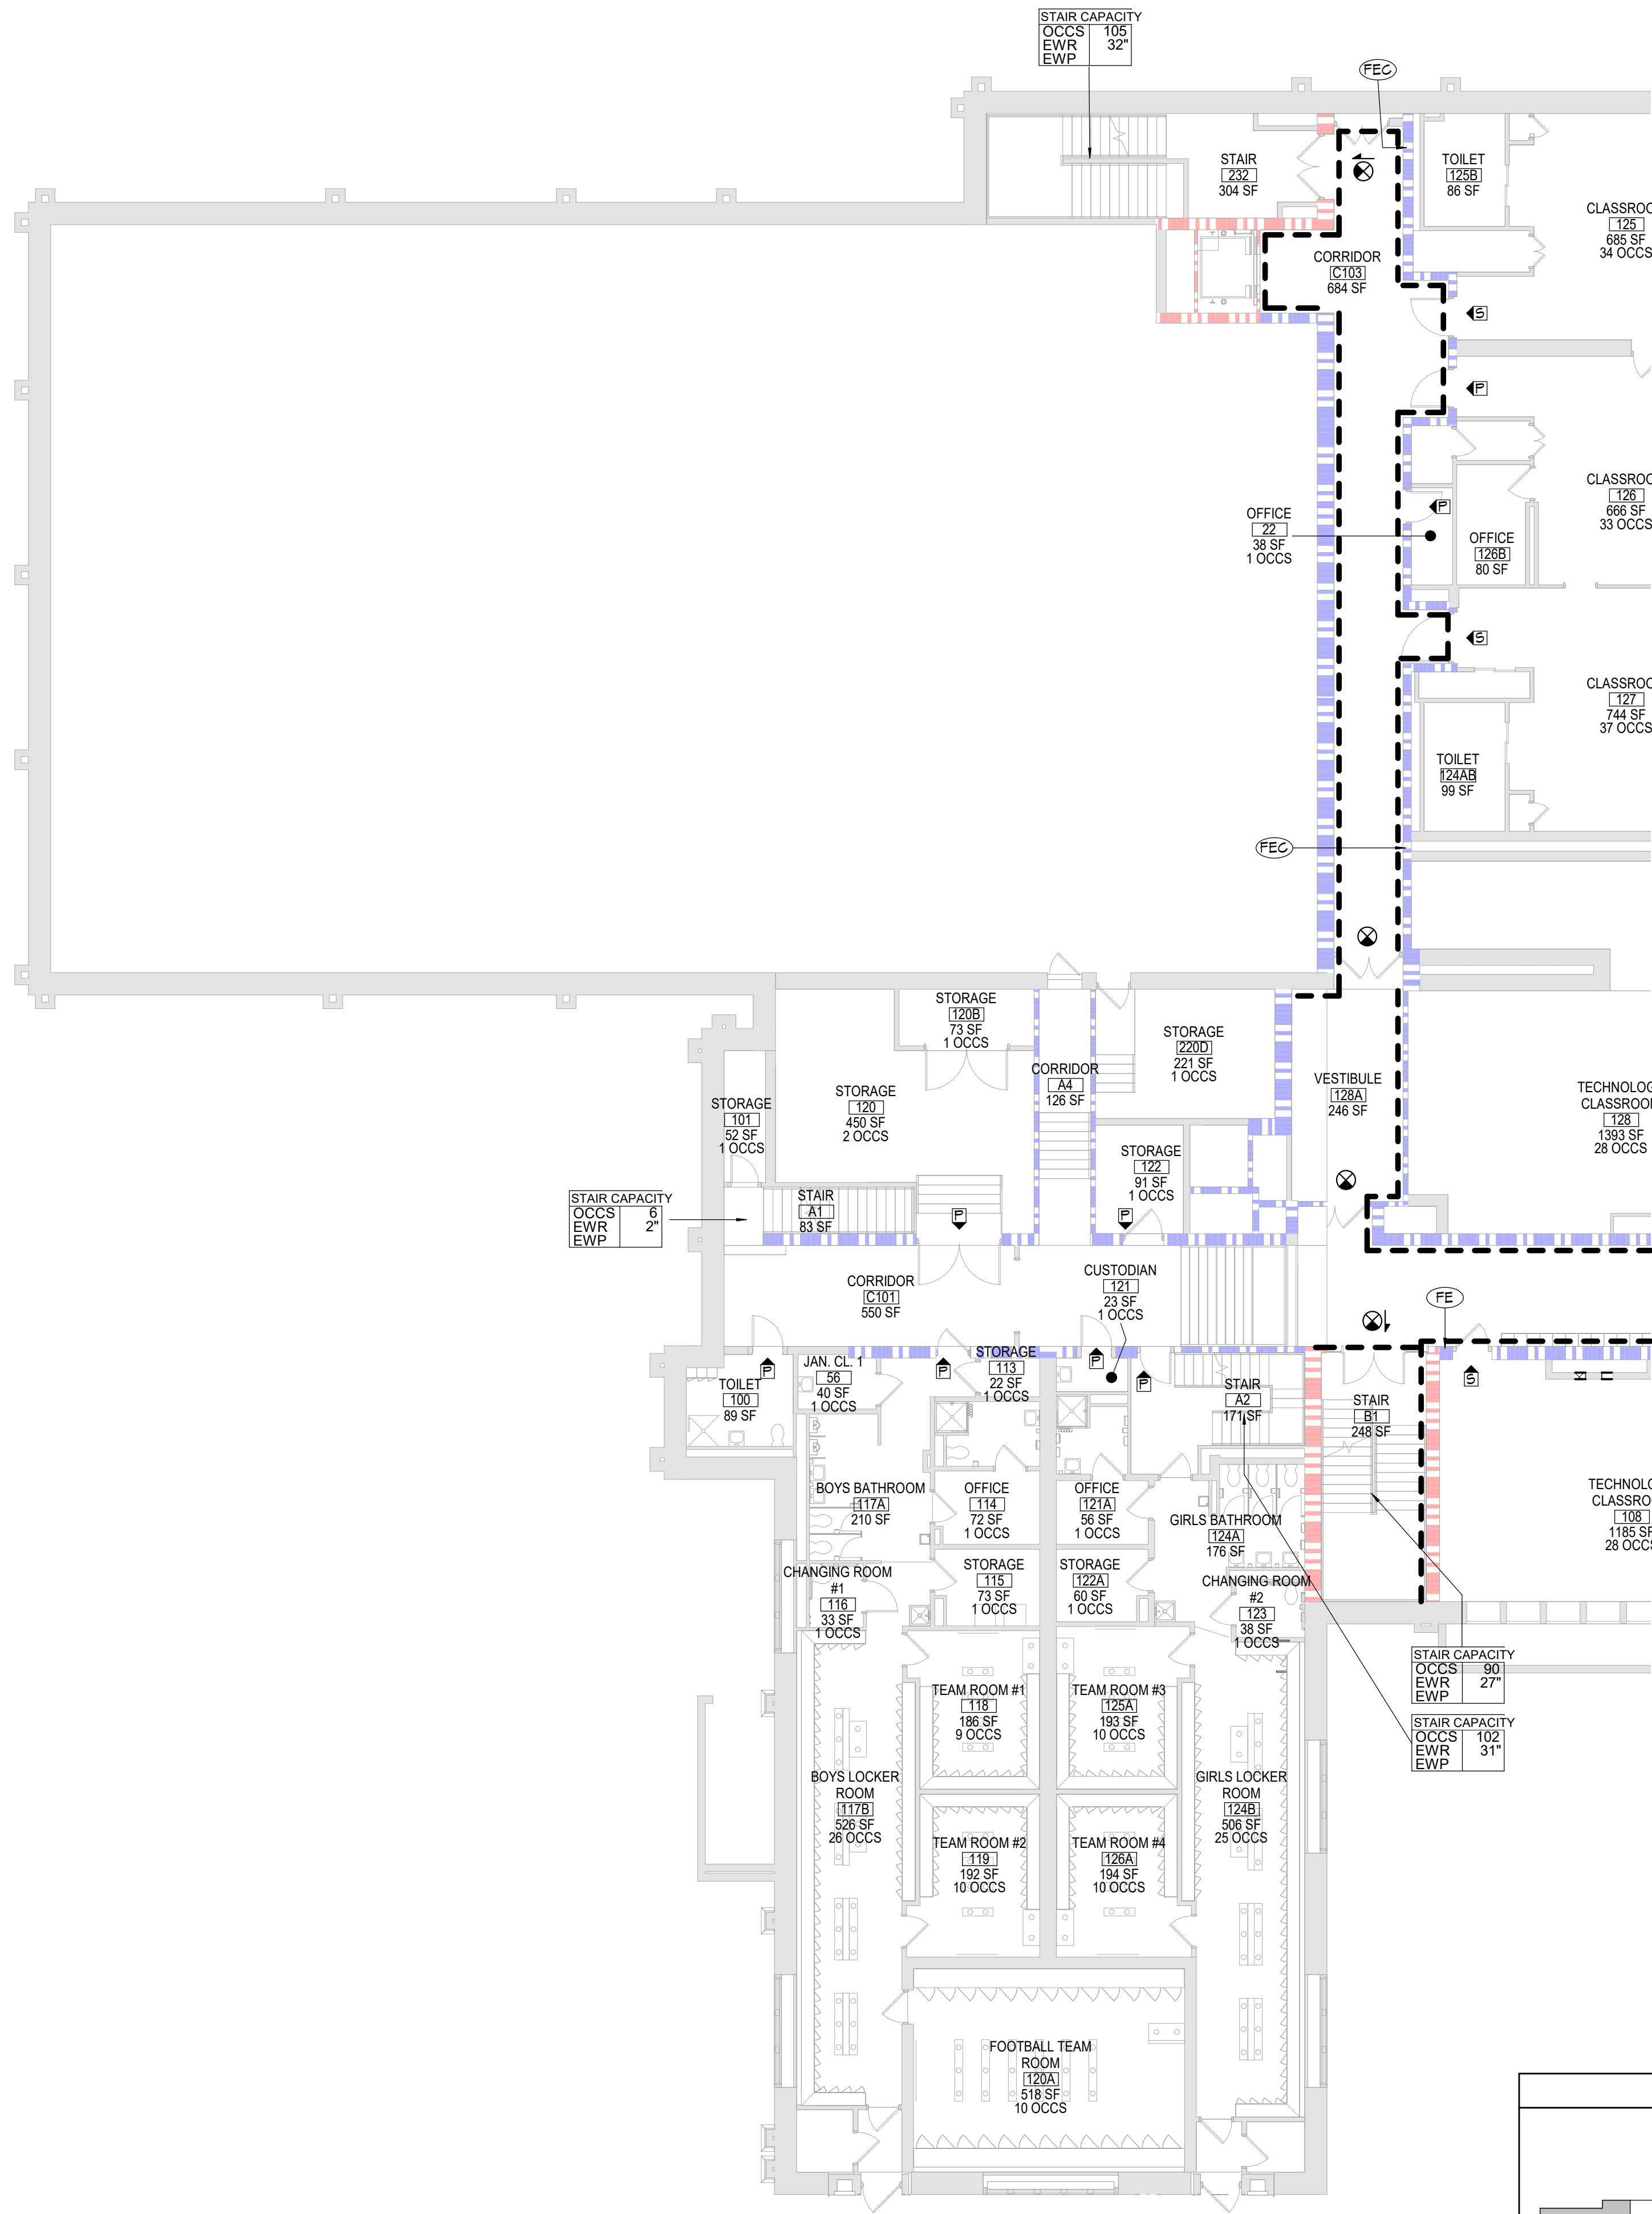 STAIR CAPACITY
OCCS 105
EWR 32"
EWP
FEC
STAIR
232
304 SF
TOILET
125B
86 SF
125
685 SF
34 OCCS
CORRIDOR
C103
684 SF
S
P
126
666 SF
33 OCCS
OFFICE
22
38 SF
1 OCCS
P
OFFICE
126B
80 SF
S
127
744 SF
37 OCCS
TOILET
124AB
99 SF
FEC
STORAGE
120B
73 SF
1 OCCS
STORAGE
220D
221 SF
1 OCCS
CORRIDOR
A4
126 SF
VESTIBULE
128A
246 SF
128
1393 SF
28 OCCS
STORAGE
101
52 SF
1 OCCS
STORAGE
120
450 SF
2 OCCS
STORAGE
122
91 SF
1 OCCS
STAIR CAPACITY
OCCS 6
EWR 2"
EWP
STAIR
A1
83 SF
P
P
CORRIDOR
C101
550 SF
CUSTODIAN
121
23 SF
1 OCCS
FE
JAN. CL. 1
56
40 SF
1 OCCS
P
P
P
P
S
STORAGE
113
22 SF
1 OCCS
TOILET
100
89 SF
STAIR
A2
171 SF
STAIR
B1
248 SF
BOYS BATHROOM
117A
210 SF
OFFICE
114
72 SF
1 OCCS
OFFICE
121A
56 SF
1 OCCS
GIRLS BATHROOM
124A
176 SF
108
1185 SF
28 OCCS
CHANGING ROOM
#1
116
33 SF
1 OCCS
STORAGE
115
73 SF
1 OCCS
STORAGE
122A
60 SF
1 OCCS
CHANGING ROOM
#2
123
38 SF
1 OCCS
STAIR CAPACITY
OCCS 90
EWR 27"
EWP
STAIR CAPACITY
OCCS 102
EWR 31"
EWP
TEAM ROOM #1
118
186 SF
9 OCCS
TEAM ROOM #3
125A
193 SF
10 OCCS
BOYS LOCKER
ROOM
117B
526 SF
26 OCCS
GIRLS LOCKER
ROOM
124B
506 SF
25 OCCS
TEAM ROOM #2
119
192 SF
10 OCCS
TEAM ROOM #4
126A
194 SF
10 OCCS
FOOTBALL TEAM
ROOM
120A
518 SF
10 OCCS